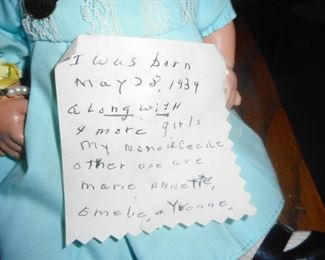 I was born
May 28, 1934
along with
4 more girls
My name Cecile.
other one are
marie Annette,
Emelie, or Yvonne.